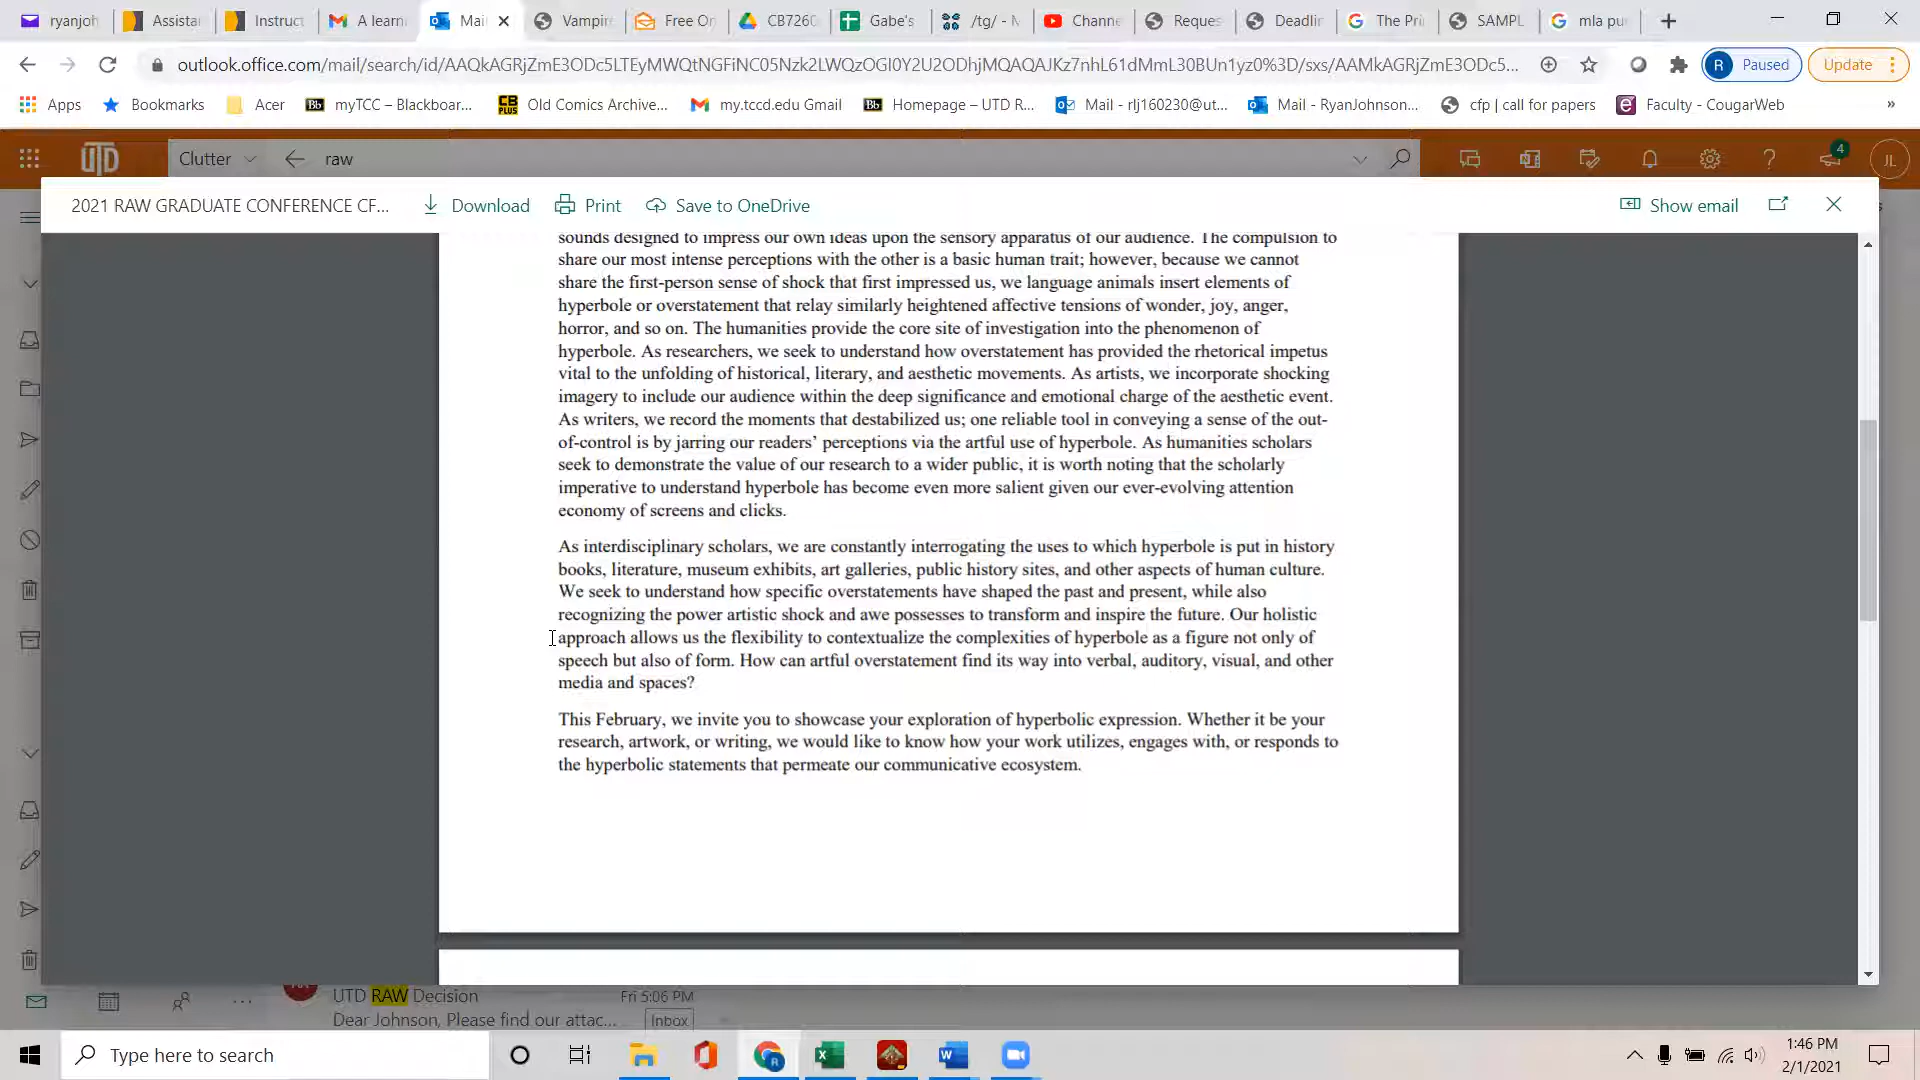 ryanjoh
Assista
Instruct
A learni
Mai
Vampire
Free On
CB7260
Gabe's
/tg/ - M
Channe
Reques
Deadlin
The Pri
SAMPL
mla pu
outlook.office.com/mail/search/id/AAQkAGRjZmE3ODc5LTEyMWQtNGFiNC05Nzk2LWQzOGI0Y2U2ODhjMQAQAJKz7nhL61dMmL30BUn1yz0%3D/sxs/AAMkAGRjZmE3ODc5...
R Paused
Update
Apps
Bookmarks
Acer
Bb myTCC – Blackboar...
CB PLUS Old Comics Archive...
my.tccd.edu Gmail
Bb Homepage – UTD R...
Mail - rlj160230@ut...
Mail - RyanJohnson...
cfp | call for papers
Faculty - CougarWeb
»
UTD
Clutter
raw
4
JL
2021 RAW GRADUATE CONFERENCE CF...
Download
Print
Save to OneDrive
Show email
sounds designed to impress our own ideas upon the sensory apparatus of our audience. The compulsion to
share our most intense perceptions with the other is a basic human trait; however, because we cannot
share the first-person sense of shock that first impressed us, we language animals insert elements of
hyperbole or overstatement that relay similarly heightened affective tensions of wonder, joy, anger,
horror, and so on. The humanities provide the core site of investigation into the phenomenon of
hyperbole. As researchers, we seek to understand how overstatement has provided the rhetorical impetus
vital to the unfolding of historical, literary, and aesthetic movements. As artists, we incorporate shocking
imagery to include our audience within the deep significance and emotional charge of the aesthetic event.
As writers, we record the moments that destabilized us; one reliable tool in conveying a sense of the out-
of-control is by jarring our readers’ perceptions via the artful use of hyperbole. As humanities scholars
seek to demonstrate the value of our research to a wider public, it is worth noting that the scholarly
imperative to understand hyperbole has become even more salient given our ever-evolving attention
economy of screens and clicks.
As interdisciplinary scholars, we are constantly interrogating the uses to which hyperbole is put in history
books, literature, museum exhibits, art galleries, public history sites, and other aspects of human culture.
We seek to understand how specific overstatements have shaped the past and present, while also
recognizing the power artistic shock and awe possesses to transform and inspire the future. Our holistic
approach allows us the flexibility to contextualize the complexities of hyperbole as a figure not only of
speech but also of form. How can artful overstatement find its way into verbal, auditory, visual, and other
media and spaces?
This February, we invite you to showcase your exploration of hyperbolic expression. Whether it be your
research, artwork, or writing, we would like to know how your work utilizes, engages with, or responds to
the hyperbolic statements that permeate our communicative ecosystem.
UTD RAW Decision
Fri 5:06 PM
Dear Johnson, Please find our attac...
Inbox
Type here to search
1:46 PM
2/1/2021